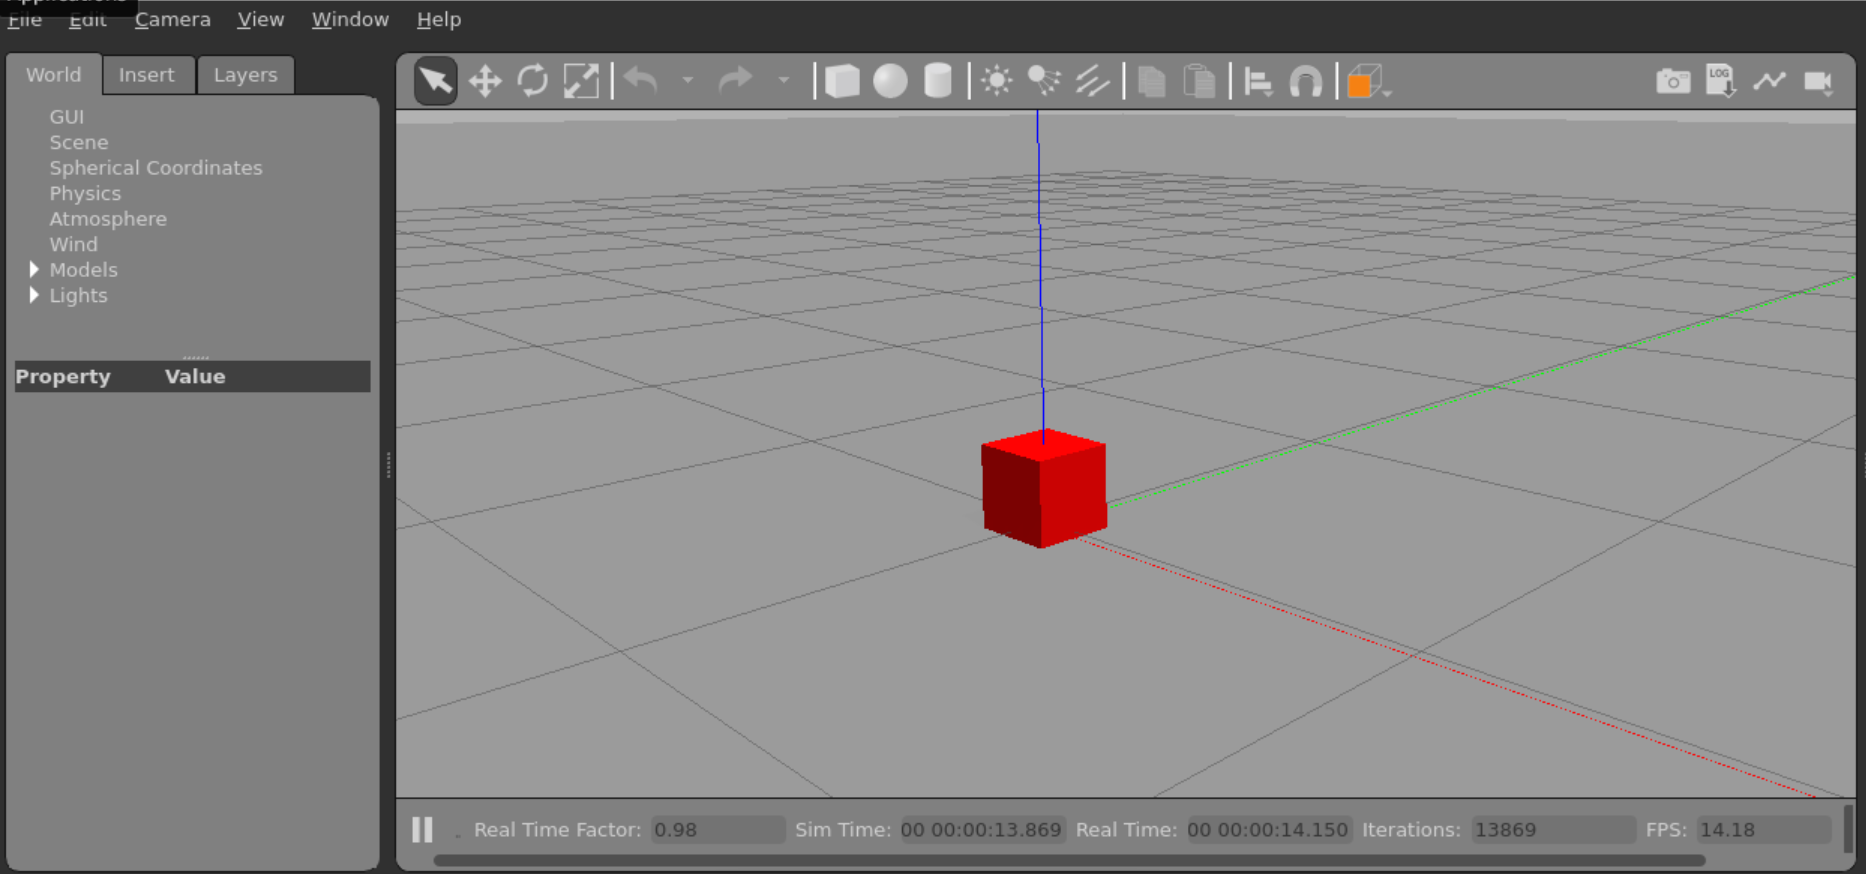 File Edit Camera View Window Help
World Insert Layers
LOG
GUI
Scene
Spherical Coordinates
Physics
Atmosphere
Wind
Models
Lights
Property Value
Real Time Factor: 0.98 Sim Time: 00 00:00:13.869 Real Time: 00 00:00:14.150 Iterations: 13869 FPS: 14.18